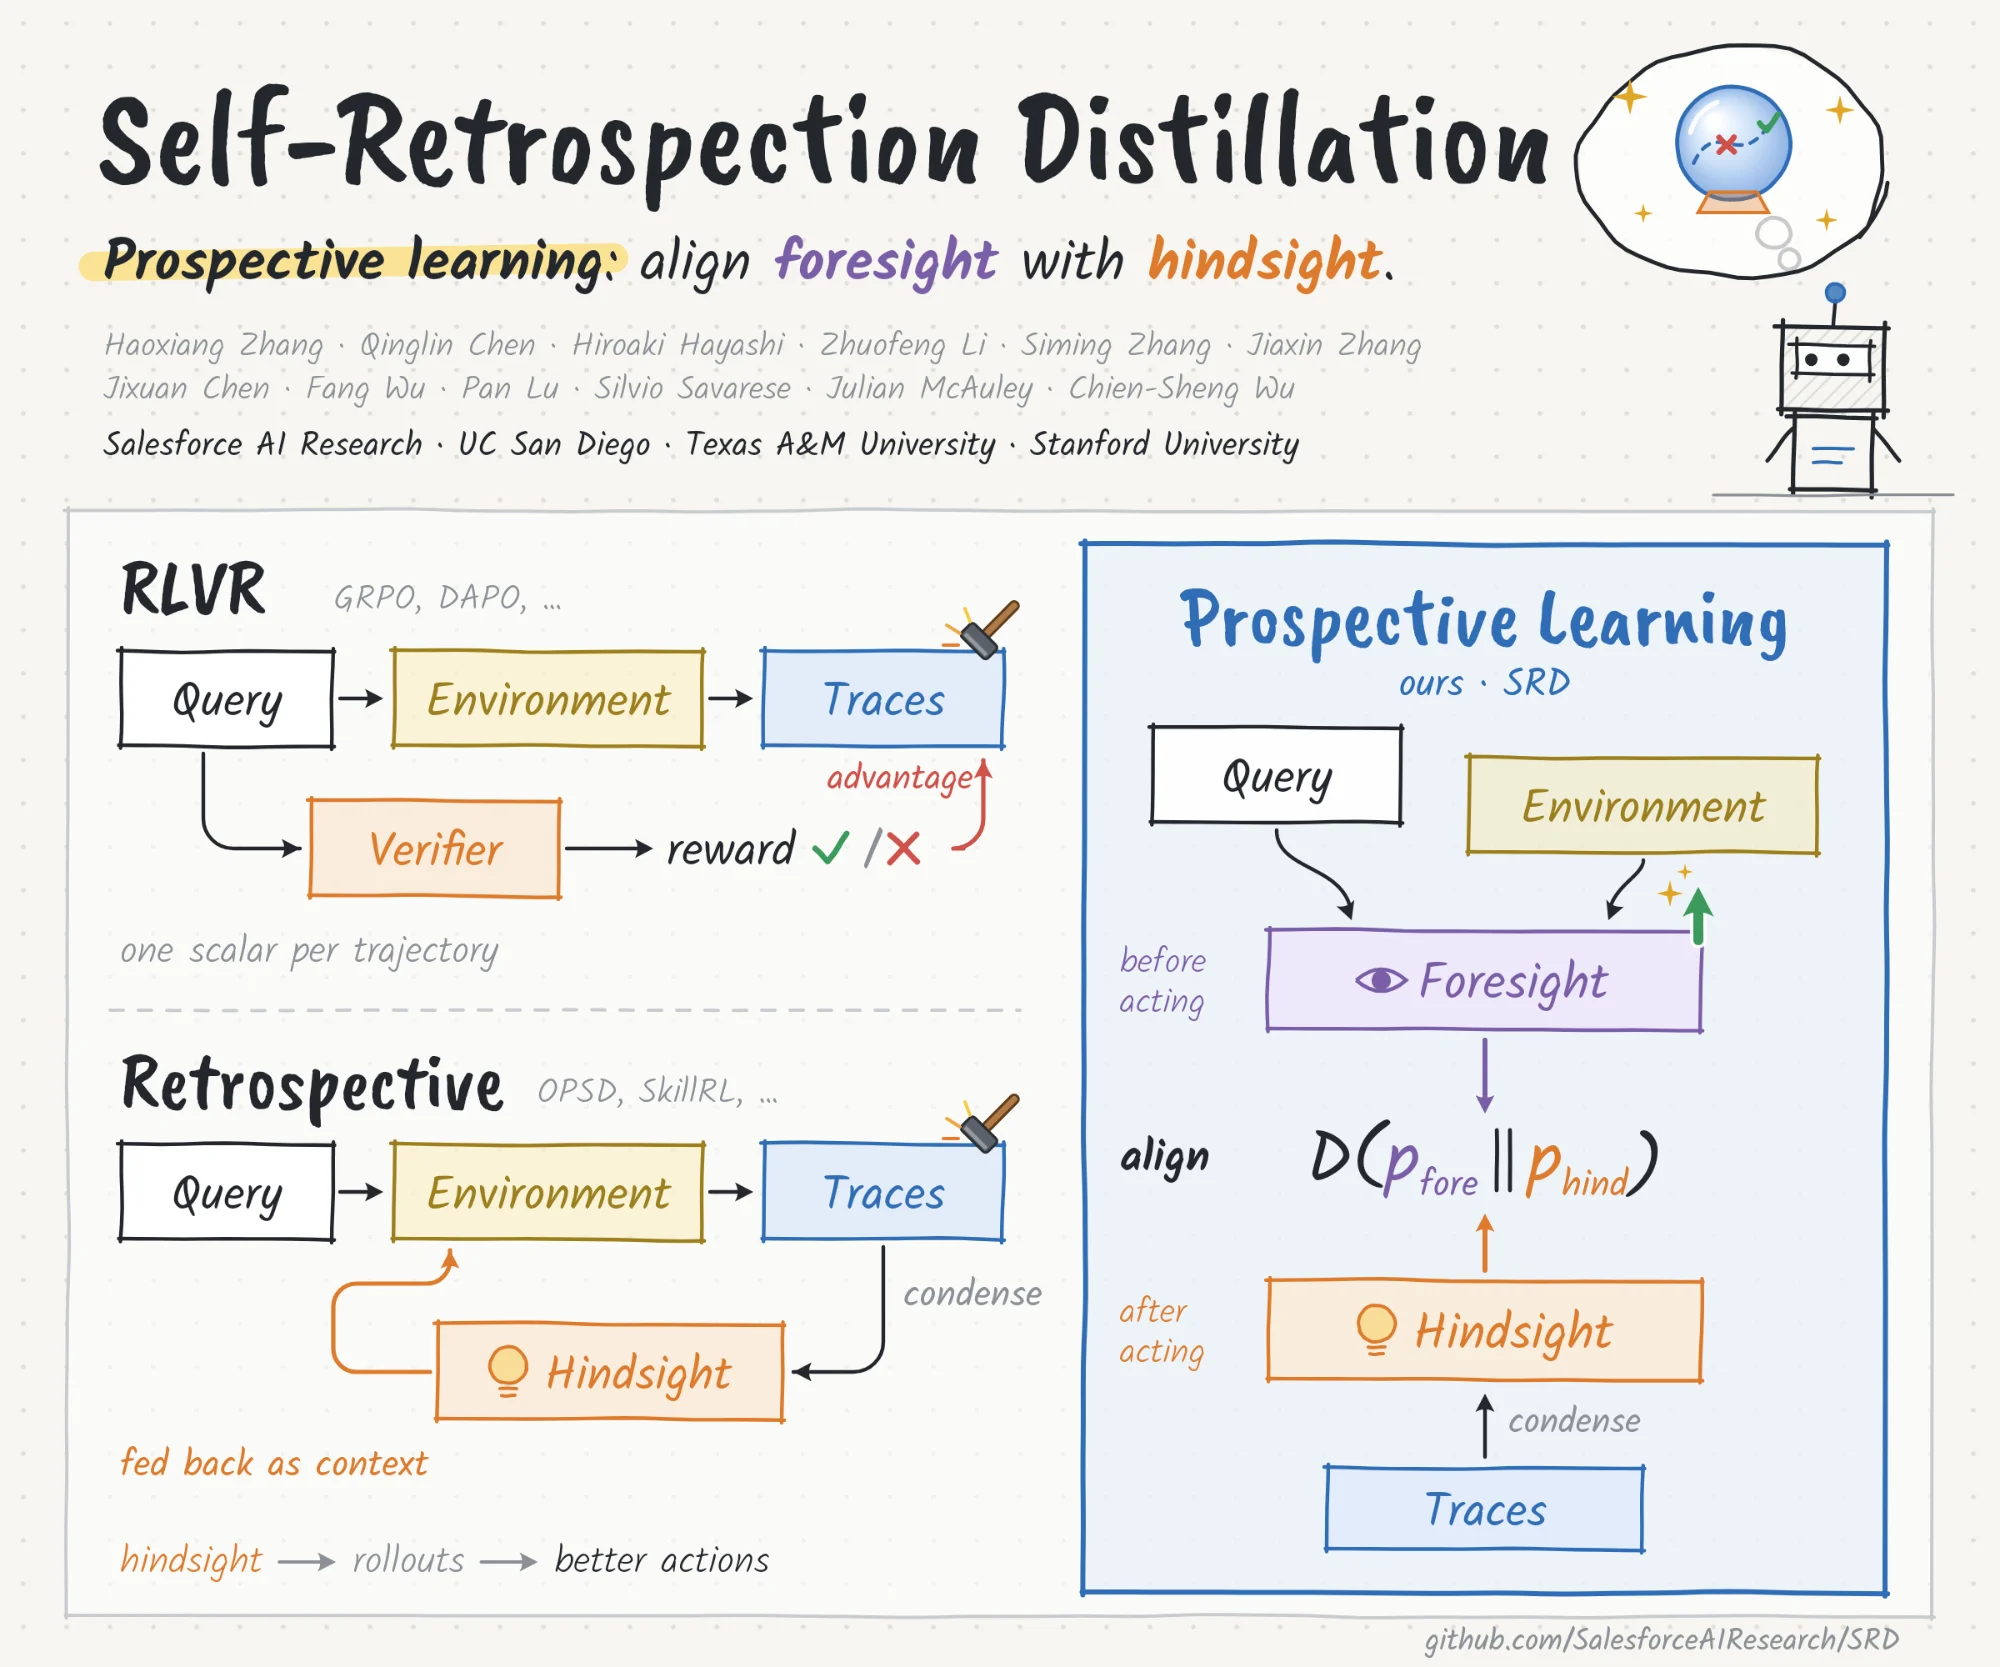 Self-Retrospection Distillation
Prospective learning: align foresight with hindsight.
Haoxiang Zhang · Qinglin Chen · Hiroaki Hayashi · Zhuofeng Li · Siming Zhang · Jiaxin Zhang
Jixuan Chen · Fang Wu · Pan Lu · Silvio Savarese · Julian McAuley · Chien-Sheng Wu
Salesforce AI Research · UC San Diego · Texas A&M University · Stanford University
RLVR GRPO, DAPO, ...
Query Environment Traces
advantage
Verifier reward ✓ / ✗
one scalar per trajectory
Retrospective OPSD, SkillRL, ...
Query Environment Traces
condense
Hindsight
fed back as context
hindsight → rollouts → better actions
Prospective Learning
ours · SRD
Query
Environment
before
acting
Foresight
align D(p_fore || p_hind)
after
acting
Hindsight
condense
Traces
github.com/SalesforceAIResearch/SRD